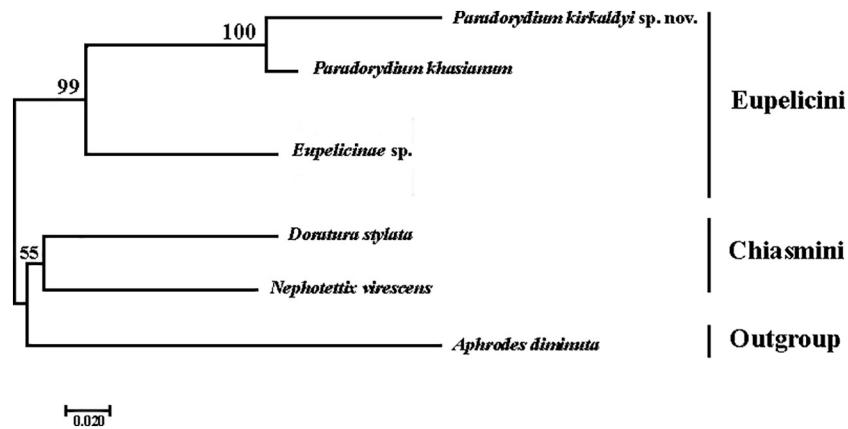 Paradorydium kirkaldyi sp. nov.
100
Paradorydium khasianum
99
Eupelicini
Eupelicinae sp.
Doratura stylata
55
Chiasmini
Nephotettix virescens
Aphrodes diminuta
Outgroup
0.020